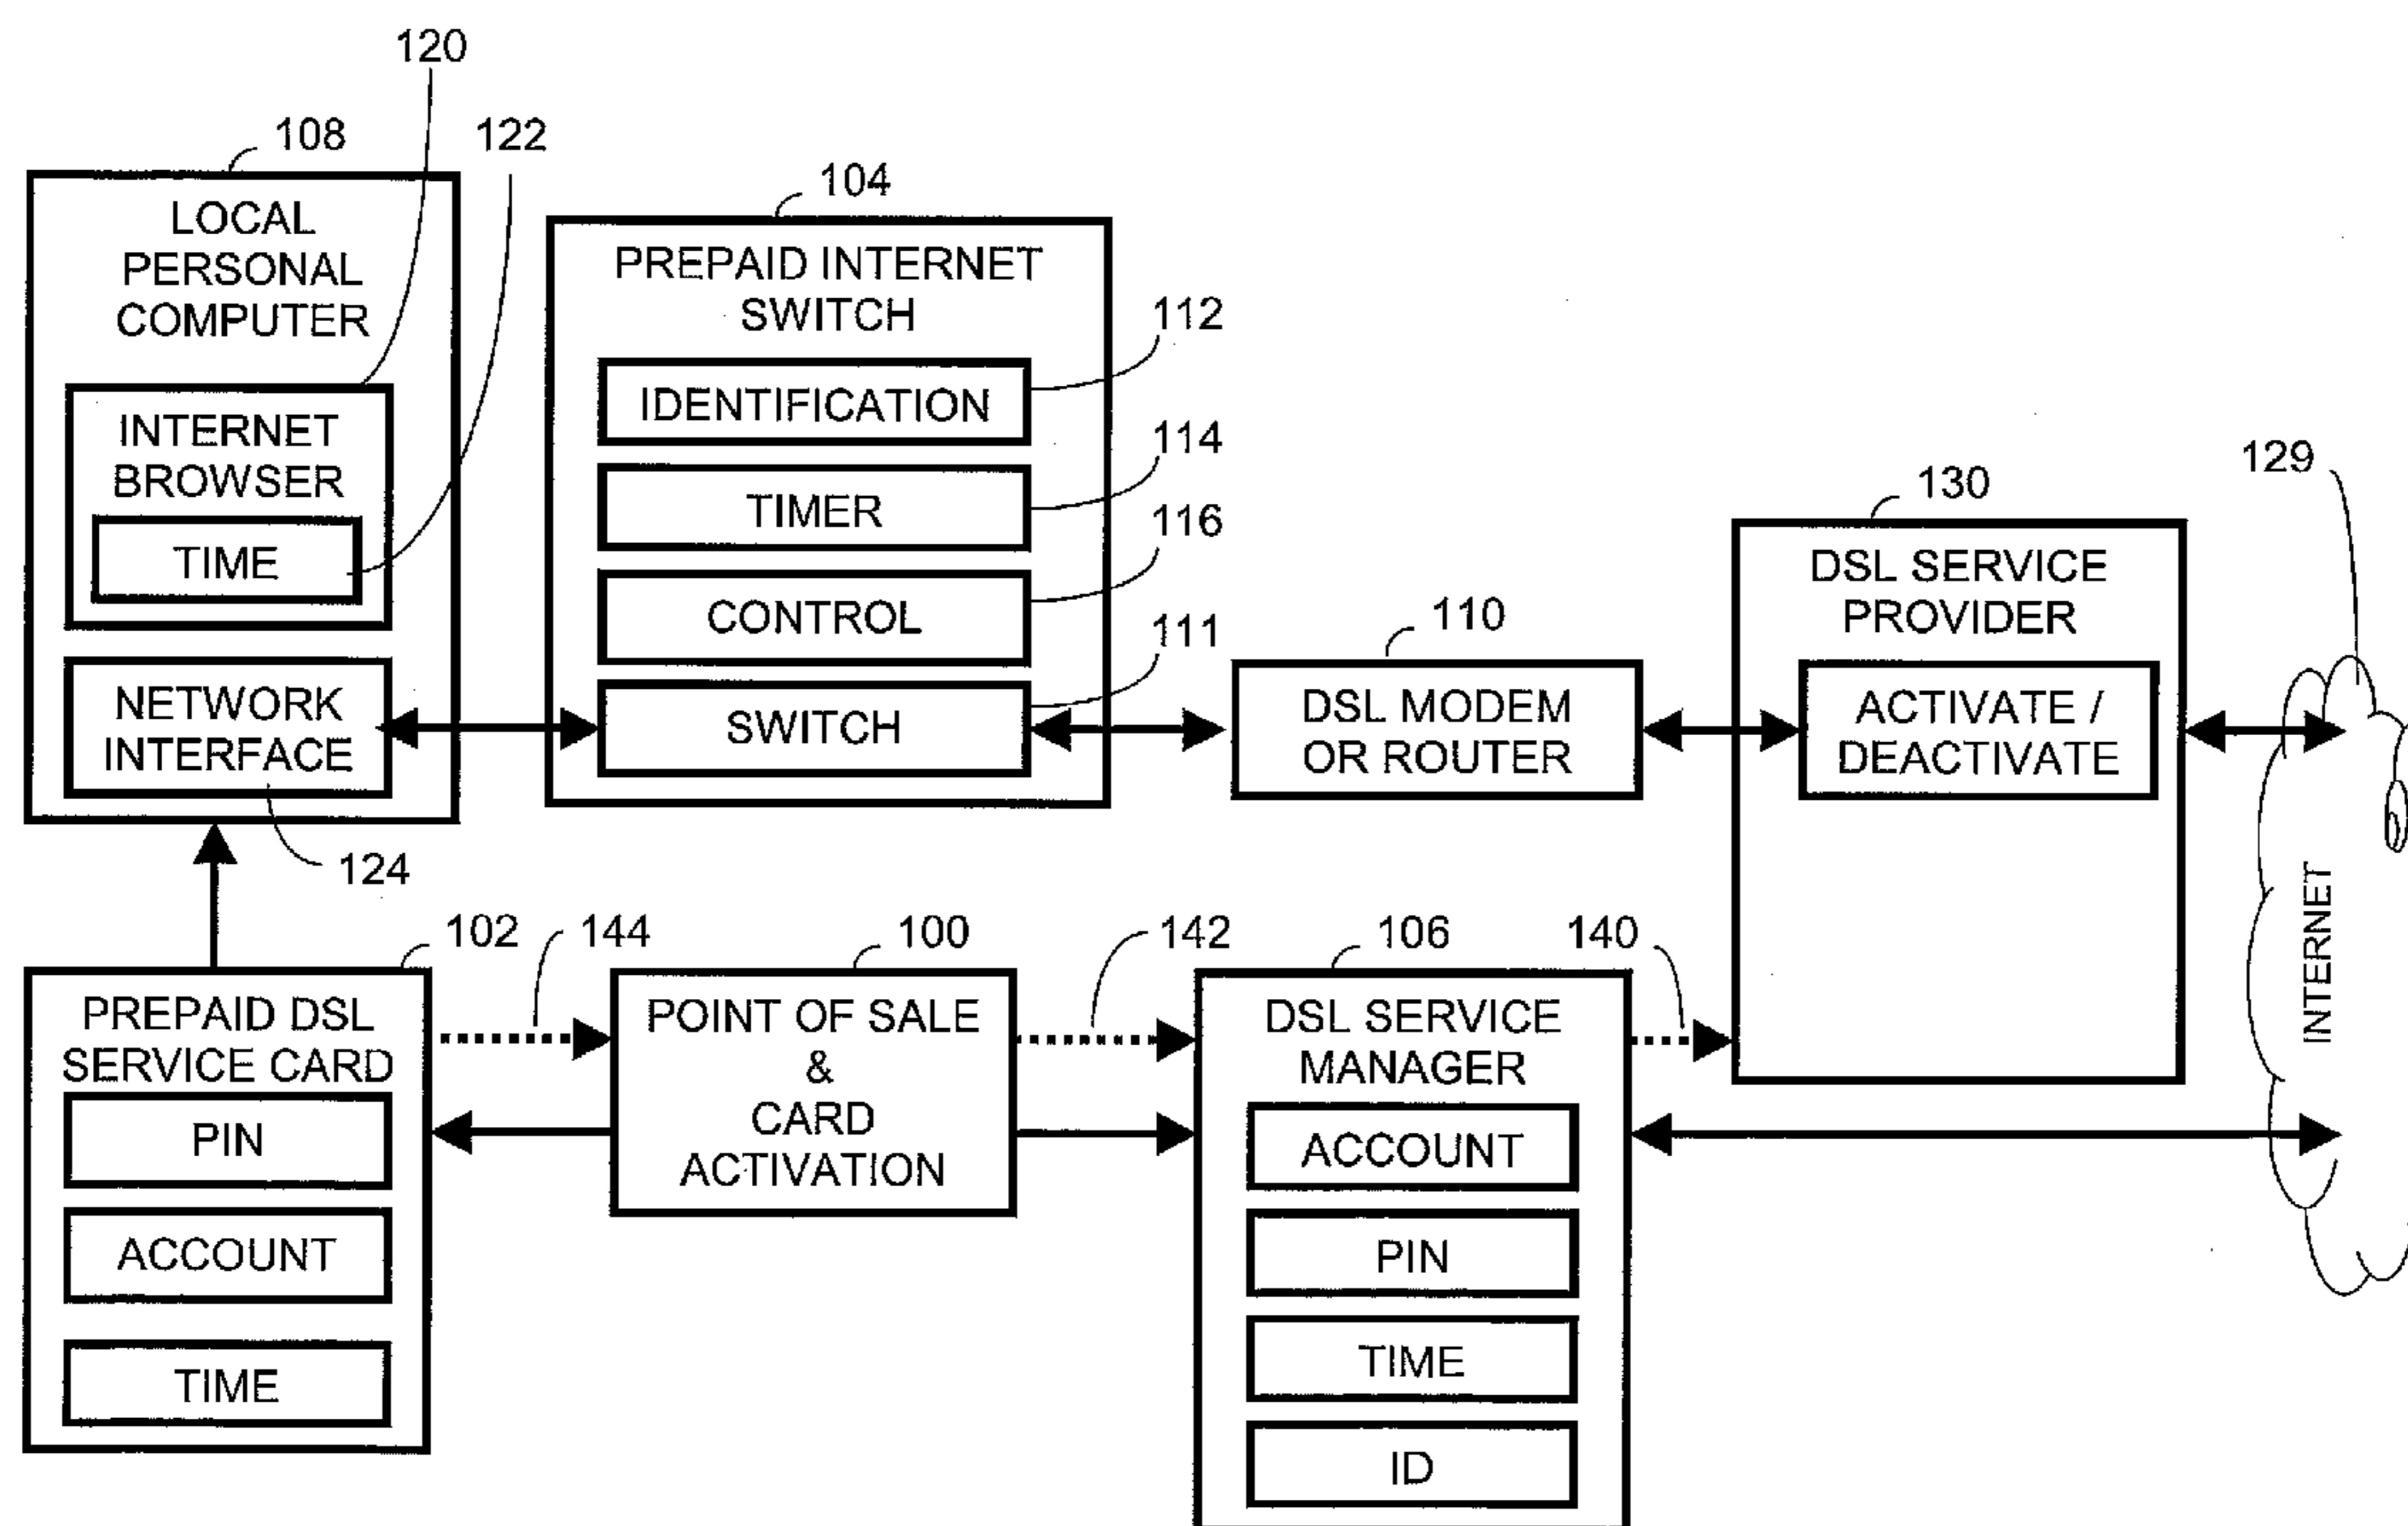 120
108
122
104
LOCAL
PERSONAL
COMPUTER
INTERNET
BROWSER
TIME
NETWORK
INTERFACE
124
PREPAID INTERNET
SWITCH
IDENTIFICATION
112
TIMER
114
CONTROL
116
SWITCH
111
110
DSL MODEM
OR ROUTER
130
DSL SERVICE
PROVIDER
ACTIVATE /
DEACTIVATE
129
INTERNET
102
PREPAID DSL
SERVICE CARD
PIN
ACCOUNT
TIME
144
100
POINT OF SALE
&
CARD
ACTIVATION
142
106
DSL SERVICE
MANAGER
ACCOUNT
PIN
TIME
ID
140